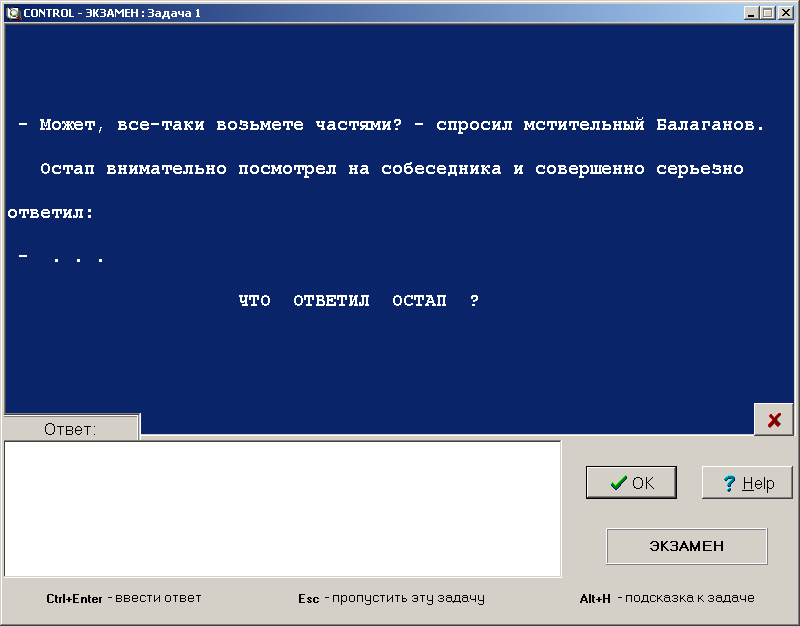 CONTROL - ЭКЗАМЕН : Задача 1
- Может, все-таки возьмете частями? - спросил мстительный Балаганов.
Остап внимательно посмотрел на собеседника и совершенно серьезно
ответил:
- . . .
ЧТО ОТВЕТИЛ ОСТАП ?
Ответ:
OK
? Help
ЭКЗАМЕН
Ctrl+Enter - ввести ответ
Esc - пропустить эту задачу
Alt+H - подсказка к задаче